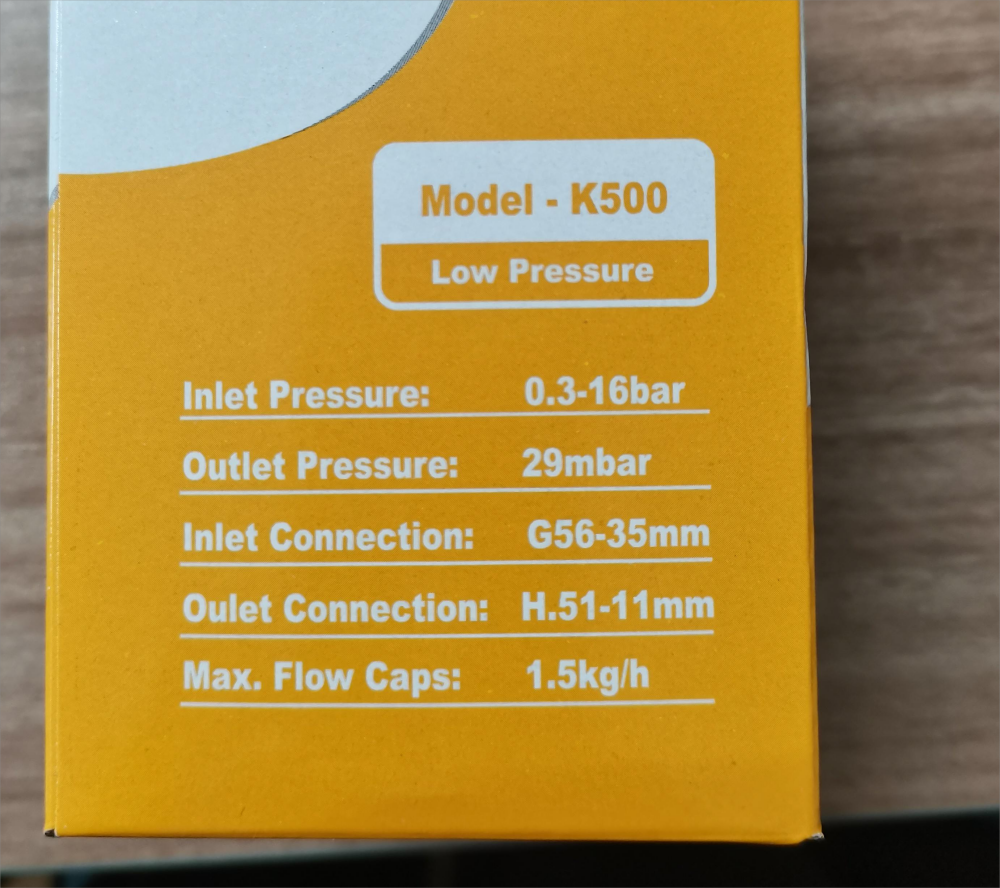 Model - K500
Low Pressure
Inlet Pressure: 0.3-16bar
Outlet Pressure: 29mbar
Inlet Connection: G56-35mm
Oulet Connection: H.51-11mm
Max. Flow Caps: 1.5kg/h